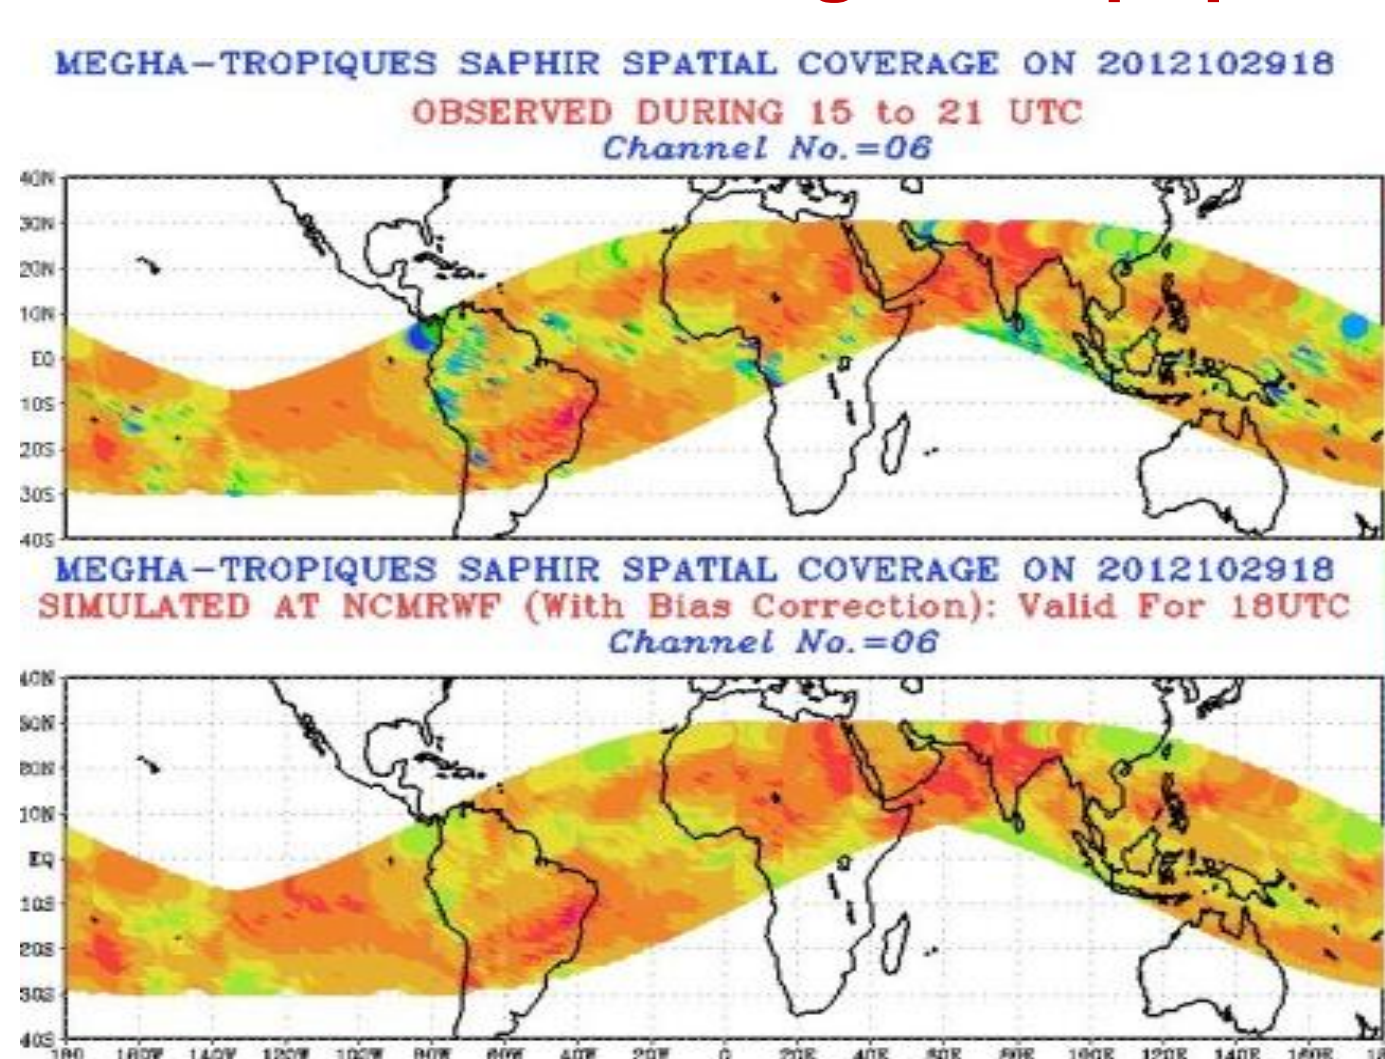 MEGHA-TROPIQUES SAPHIR SPATIAL COVERAGE ON 2012102918
OBSERVED DURING 15 to 21 UTC
Channel No.=06
40N
30N
20N
10N
EQ
10S
20S
30S
40S
MEGHA-TROPIQUES SAPHIR SPATIAL COVERAGE ON 2012102918
SIMULATED AT NCMRWF (With Bias Correction): Valid For 18UTC
Channel No.=06
40N
30N
20N
10N
EQ
10S
20S
30S
40S
180 160W 140W 120W 100W 80W 60W 40W 20W 0 20E 40E 60E 80E 100E 120E 140E 160E